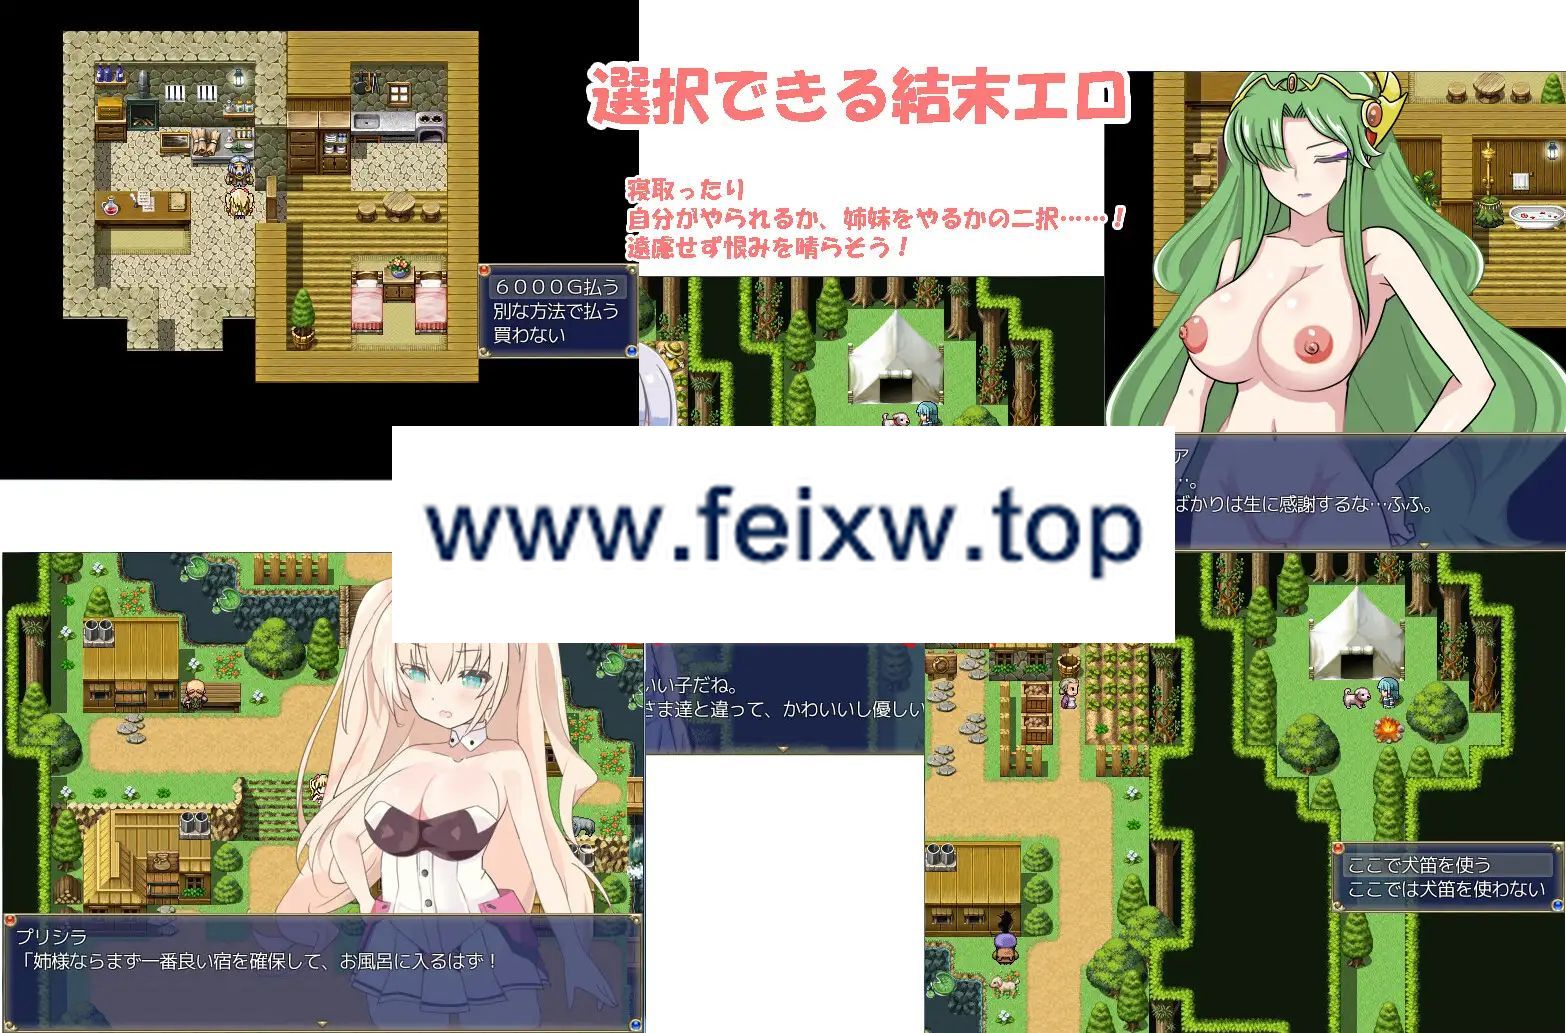 選択できる結末エロ
寝取ったり
自分がやられるか、姉妹をやるかの二択……！
遠慮せず恨みを晴らそう！
６０００Ｇ払う
別な方法で払う
買わない
ア
…。
ばかりは生に感謝するな…ふふ。
www.feixw.top
いい子だね。
さま達と違って、かわいいし優しい
ここで犬笛を使う
ここでは犬笛を使わない
プリシラ
「姉様ならまず一番良い宿を確保して、お風呂に入るはず！